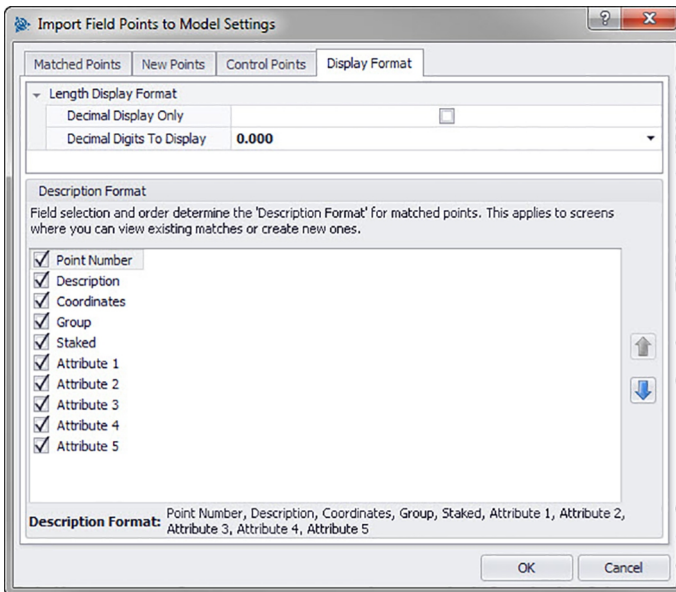 Import Field Points to Model Settings
?
Matched Points New Points Control Points Display Format
Length Display Format
Decimal Display Only
Decimal Digits To Display 0.000
Description Format
Field selection and order determine the 'Description Format' for matched points. This applies to screens
where you can view existing matches or create new ones.
Point Number
Description
Coordinates
Group
Staked
Attribute 1
Attribute 2
Attribute 3
Attribute 4
Attribute 5
Description Format: Point Number, Description, Coordinates, Group, Staked, Attribute 1, Attribute 2,
Attribute 3, Attribute 4, Attribute 5
OK Cancel